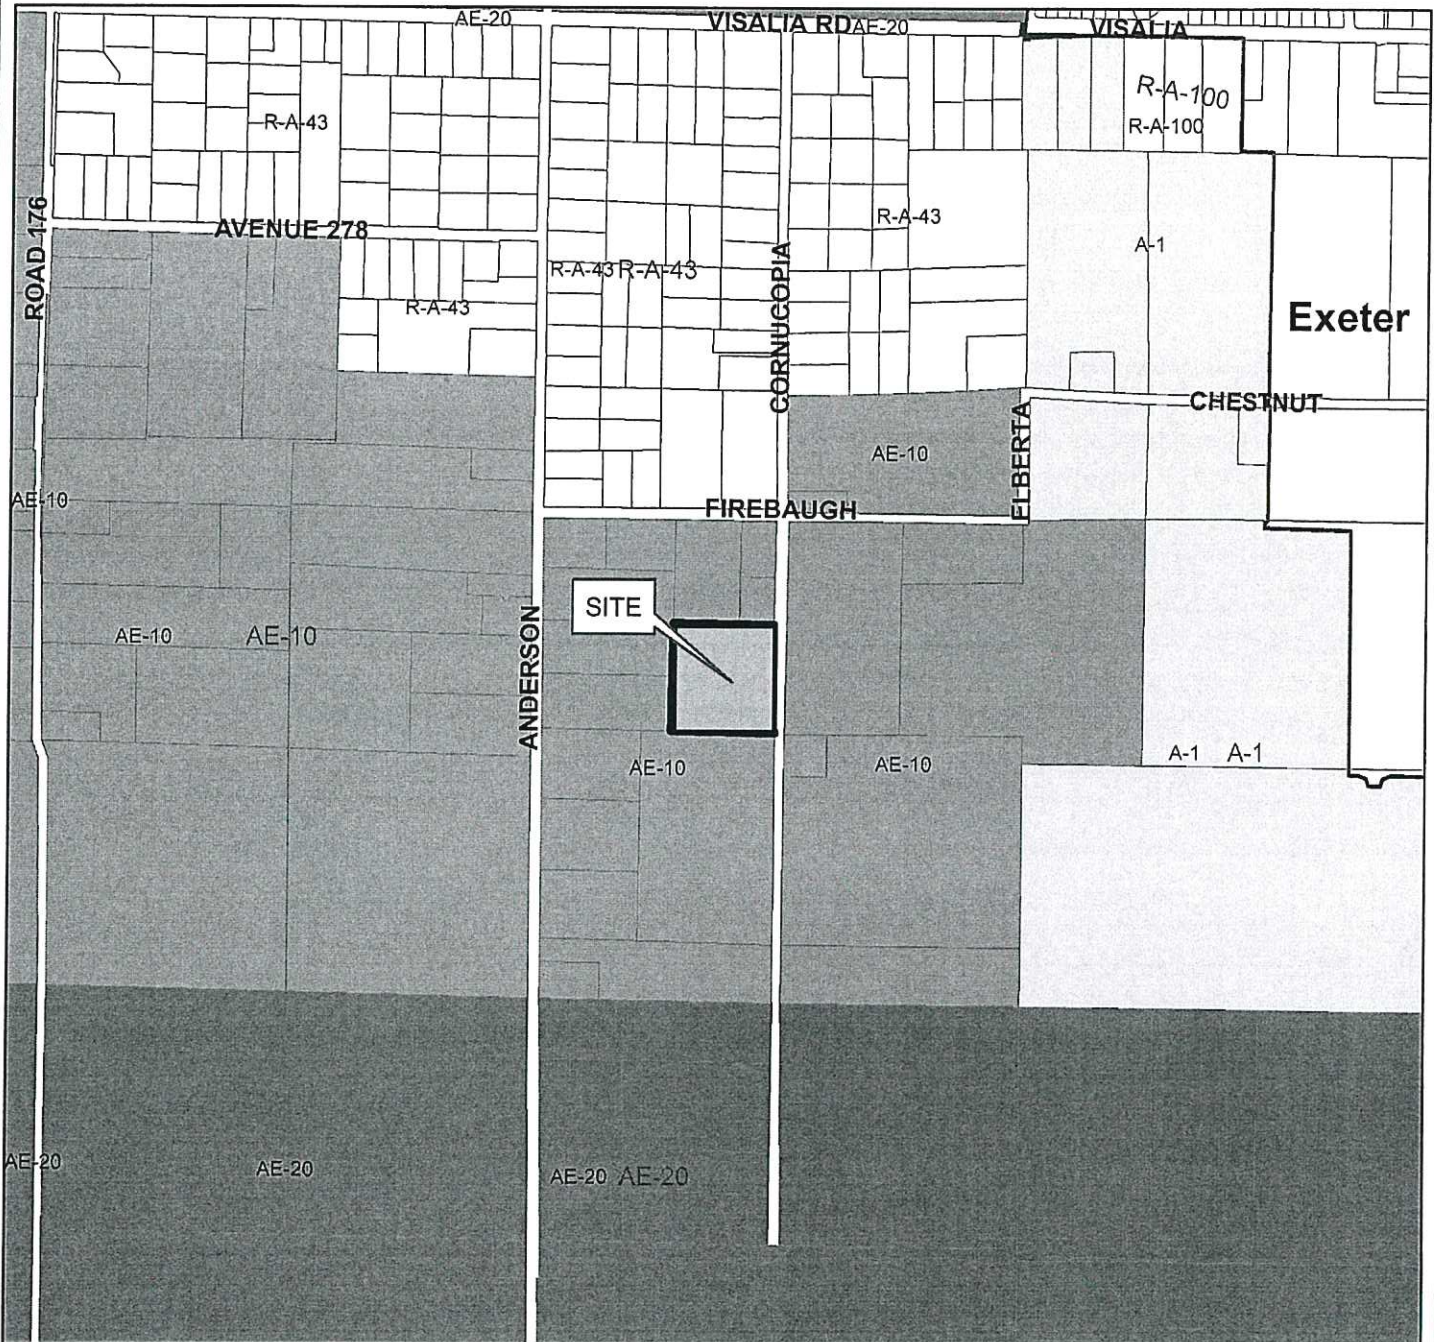 AE-20
VISALIA RD
AE-20
VISALIA
R-A-100
R-A-100
R-A-43
R-A-43
ROAD 176
AVENUE 278
A-1
R-A-43
R-A-43
R-A-43
CORNUCOPIA
Exeter
CHESTNUT
AE-10
ELBERTA
AE-10
FIREBAUGH
SITE
AE-10
AE-10
ANDERSON
A-1
A-1
AE-10
AE-10
AE-20
AE-20
AE-20
AE-20